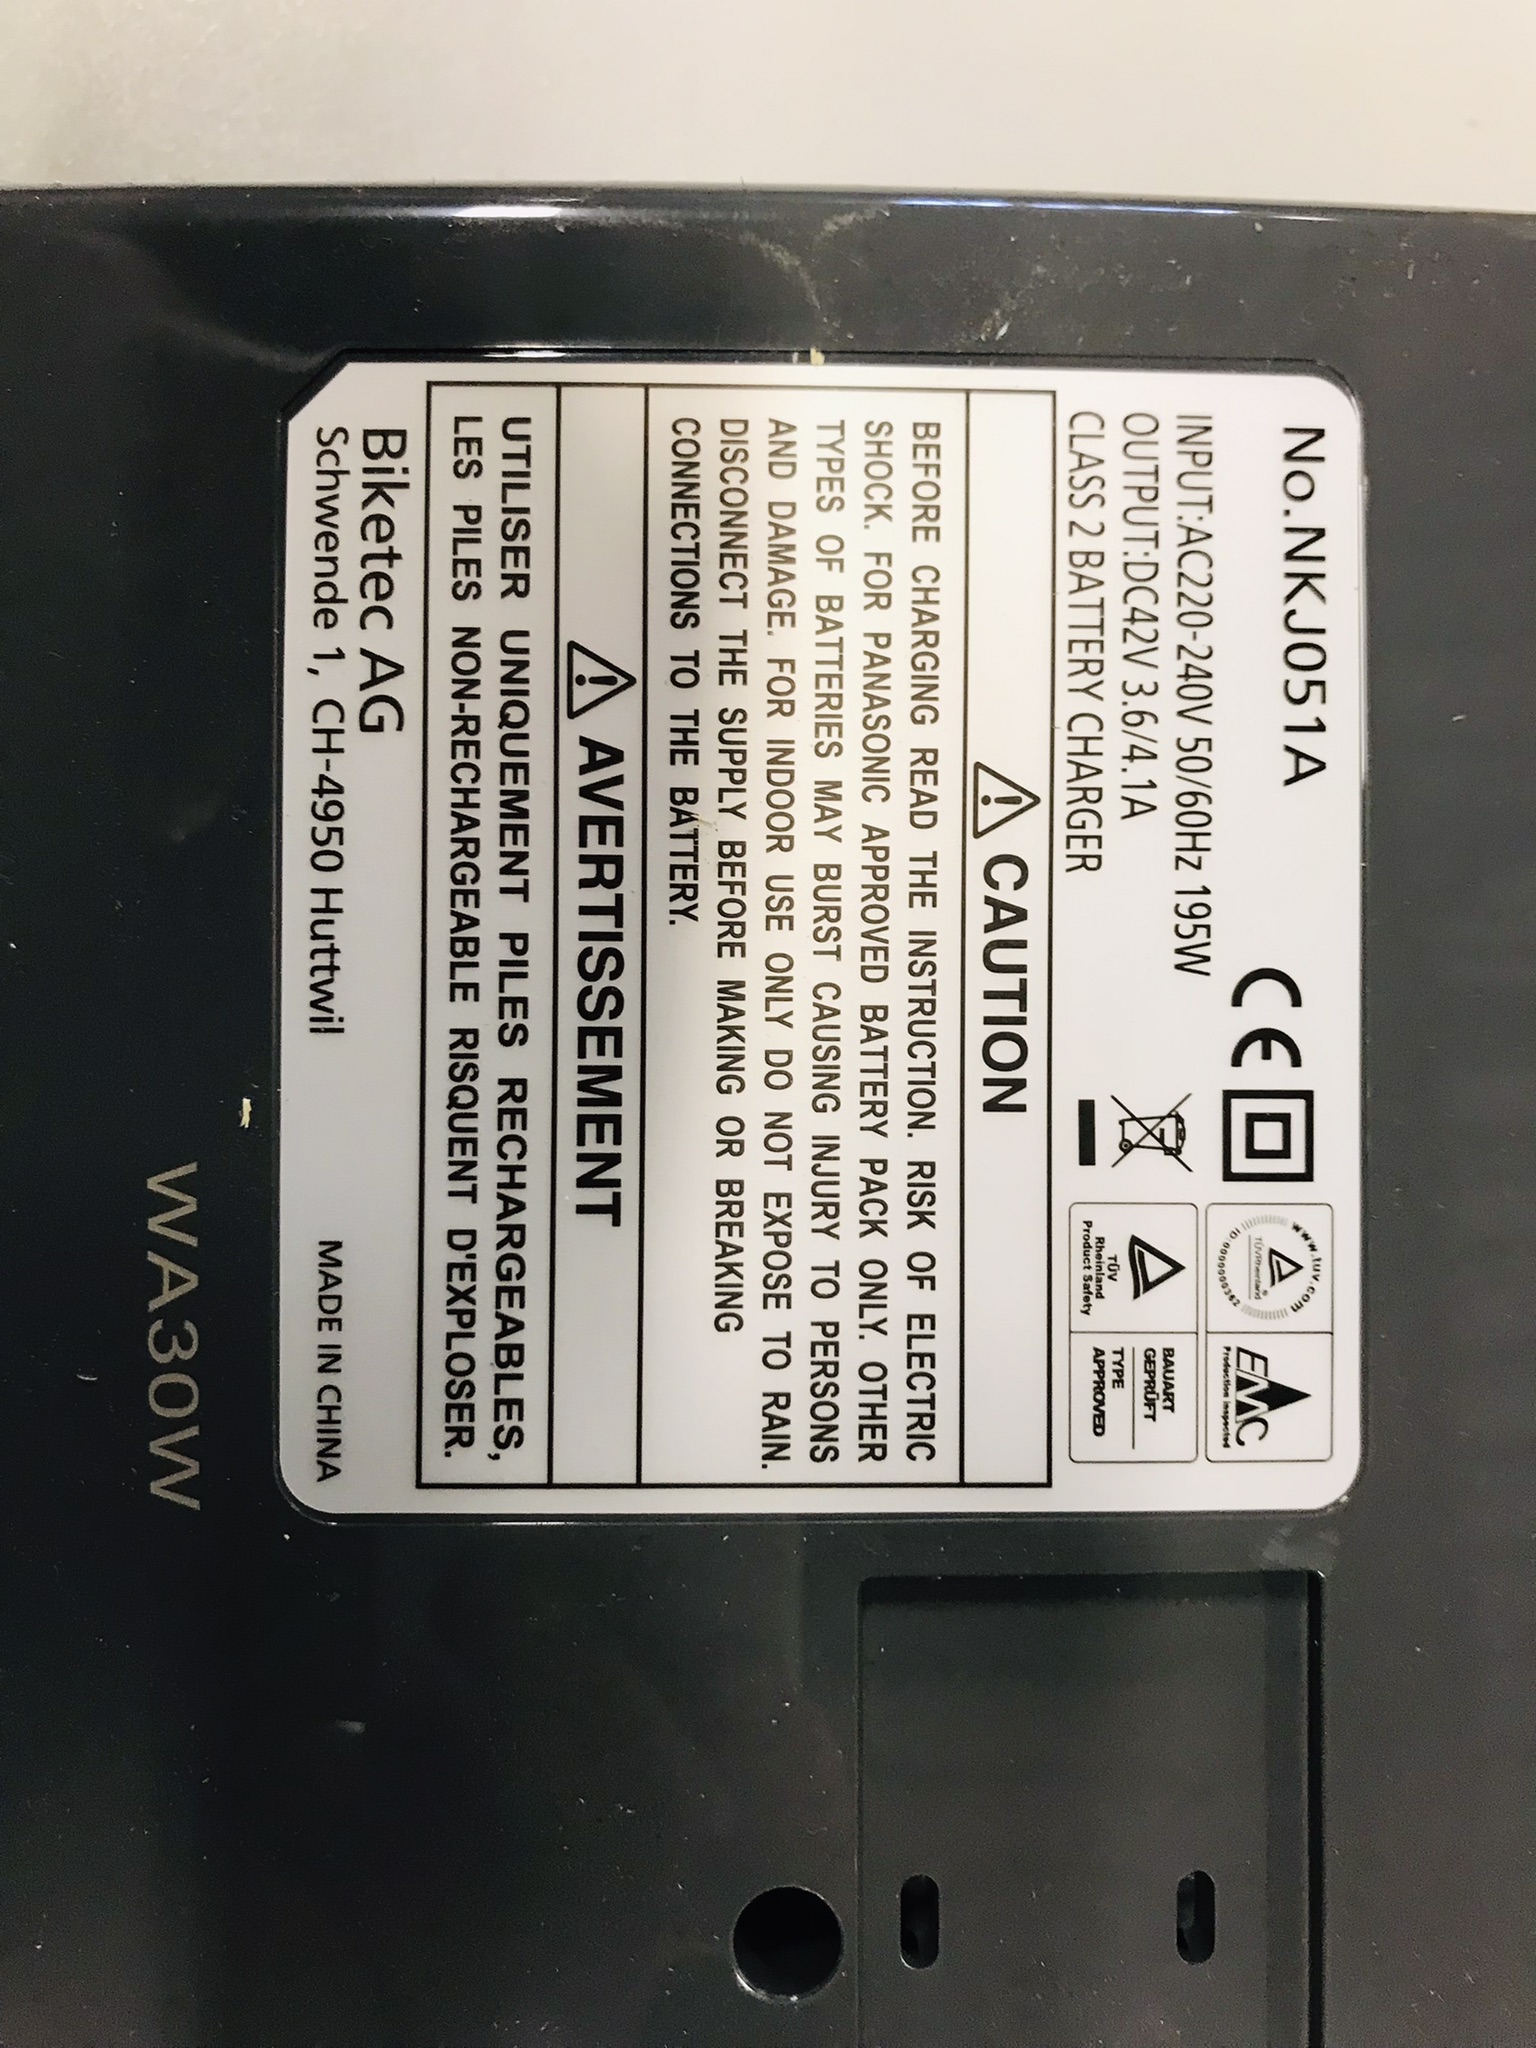 No.NKJ051A
INPUT:AC220-240V 50/60Hz 195W
OUTPUT:DC42V 3.6/4.1A
CLASS 2 BATTERY CHARGER
CE
www.tuv.com
TÜVRheinland®
ID:0000000362
EMC
Production inspected
TÜV
Rheinland
Product Safety
BAUART
GEPRÜFT
TYPE
APPROVED
CAUTION
BEFORE CHARGING READ THE INSTRUCTION. RISK OF ELECTRIC
SHOCK. FOR PANASONIC APPROVED BATTERY PACK ONLY. OTHER
TYPES OF BATTERIES MAY BURST CAUSING INJURY TO PERSONS
AND DAMAGE. FOR INDOOR USE ONLY DO NOT EXPOSE TO RAIN.
DISCONNECT THE SUPPLY BEFORE MAKING OR BREAKING
CONNECTIONS TO THE BATTERY.
AVERTISSEMENT
UTILISER UNIQUEMENT PILES RECHARGEABLES,
LES PILES NON-RECHARGEABLE RISQUENT D'EXPLOSER.
Biketec AG
Schwende 1, CH-4950 Huttwil
MADE IN CHINA
WA30W